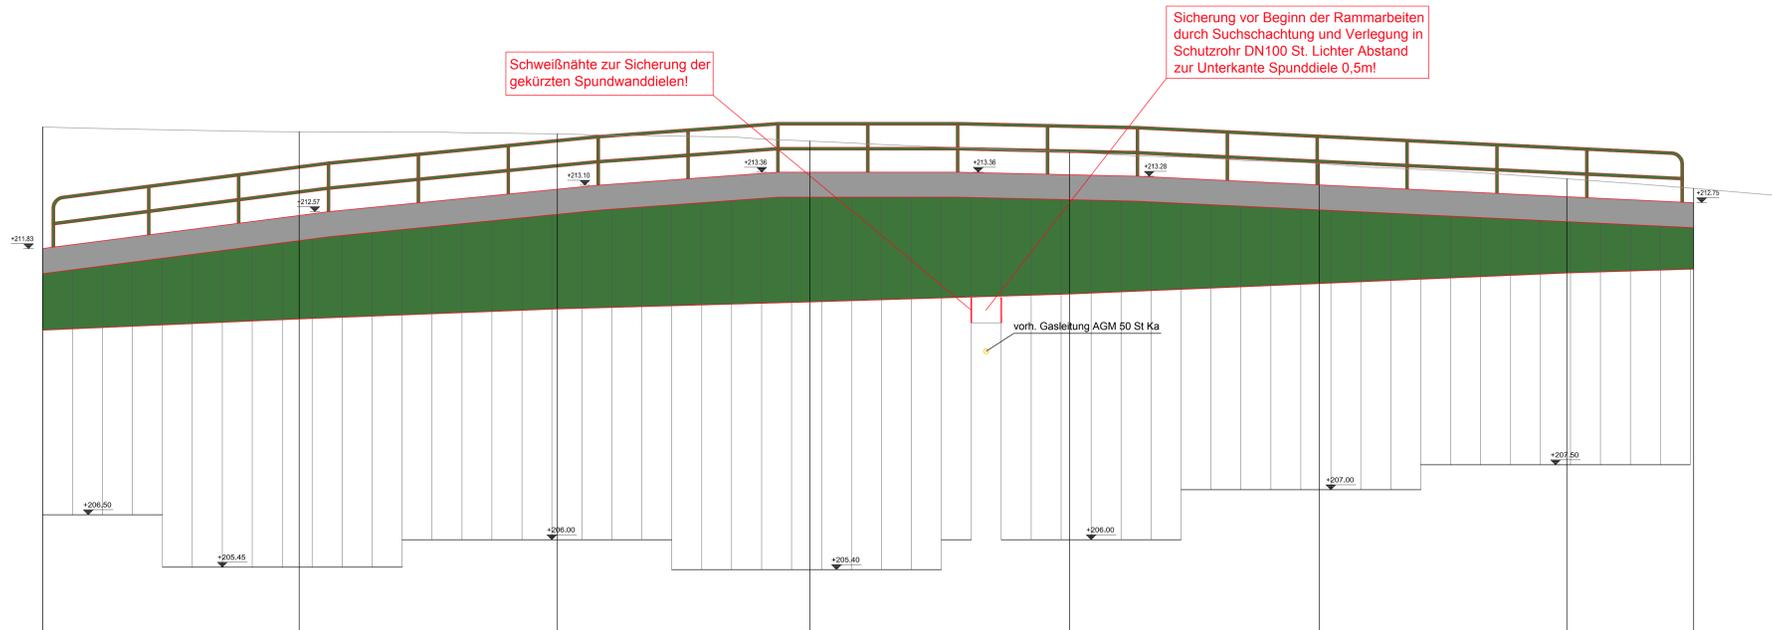 Sicherung vor Beginn der Rammarbeiten
durch Suchschachtung und Verlegung in
Schutzrohr DN100 St. Lichter Abstand
zur Unterkante Spunddiele 0,5m!
Schweißnähte zur Sicherung der
gekürzten Spundwanddielen!
+213.36
+213.36
+213.28
+213.10
+212.75
+212.57
+211.83
vorh. Gasleitung AGM 50 St Ka
+207.50
+207.00
+206.50
+206.00
+206.00
+205.45
+205.40